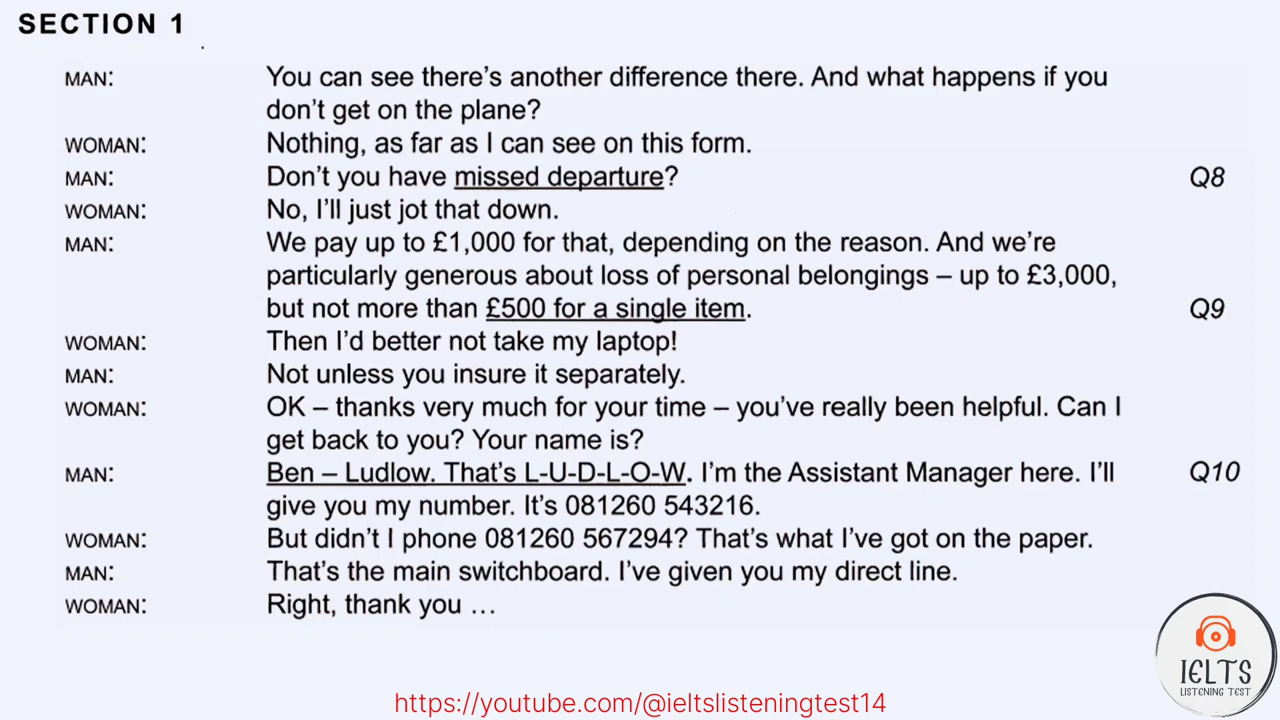 SECTION 1
MAN: You can see there's another difference there. And what happens if you
don't get on the plane?
WOMAN: Nothing, as far as I can see on this form.
MAN: Don't you have missed departure? Q8
WOMAN: No, I'll just jot that down.
MAN: We pay up to £1,000 for that, depending on the reason. And we're
particularly generous about loss of personal belongings – up to £3,000,
but not more than £500 for a single item. Q9
WOMAN: Then I'd better not take my laptop!
MAN: Not unless you insure it separately.
WOMAN: OK – thanks very much for your time – you've really been helpful. Can I
get back to you? Your name is?
MAN: Ben – Ludlow. That's L-U-D-L-O-W. I'm the Assistant Manager here. I'll Q10
give you my number. It's 081260 543216.
WOMAN: But didn't I phone 081260 567294? That's what I've got on the paper.
MAN: That's the main switchboard. I've given you my direct line.
WOMAN: Right, thank you …
IELTS
LISTENING TEST
https://youtube.com/@ieltslisteningtest14